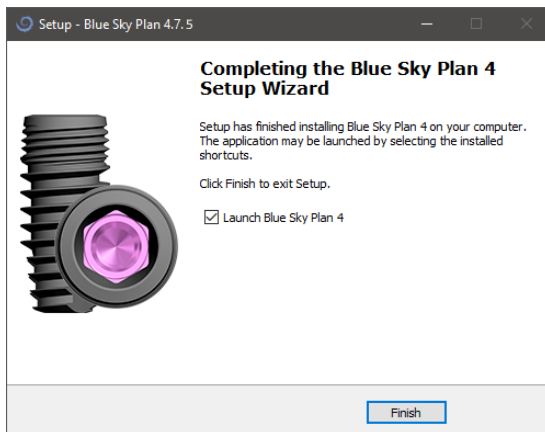 Setup - Blue Sky Plan 4.7.5
Completing the Blue Sky Plan 4
Setup Wizard
Setup has finished installing Blue Sky Plan 4 on your computer.
The application may be launched by selecting the installed
shortcuts.
Click Finish to exit Setup.
Launch Blue Sky Plan 4
Finish